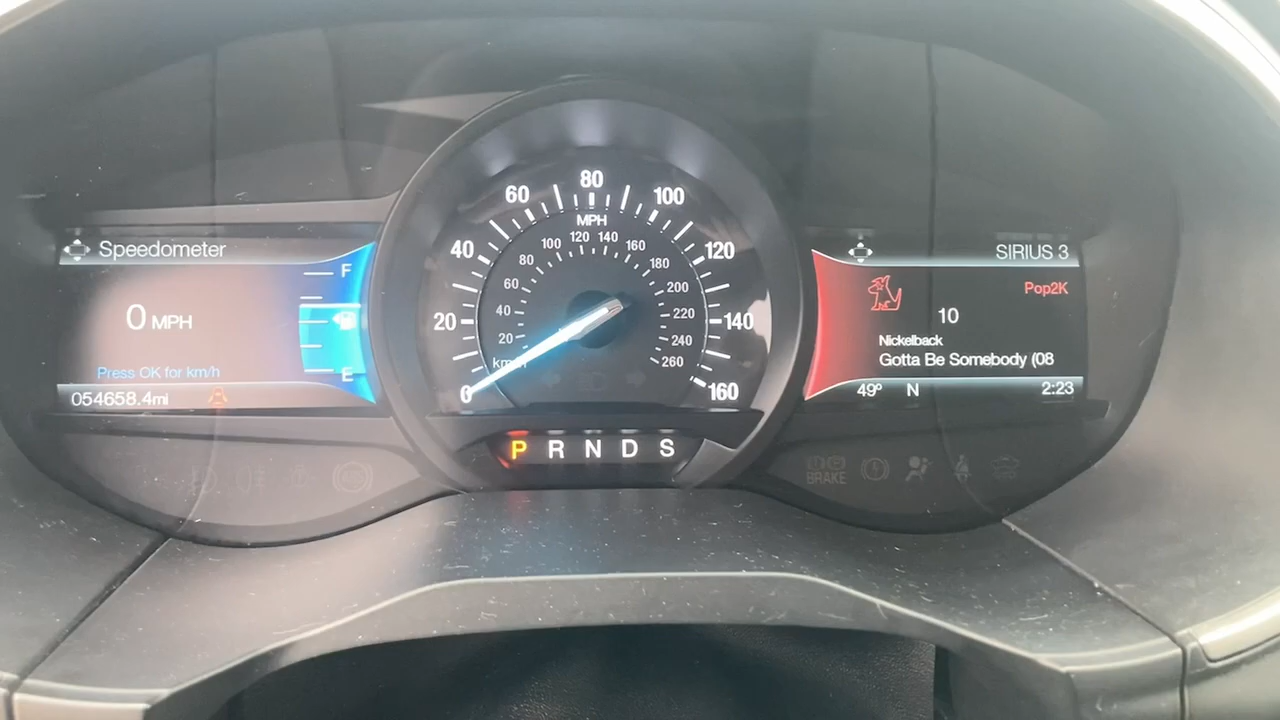 Speedometer
0 MPH
Press OK for km/h
054658.4mi
F
E
0
20
40
60
80
100
120
140
160
MPH
20
40
60
80
100
120
140
160
180
200
220
240
260
P R N D S
SIRIUS 3
Pop2K
10
Nickelback
Gotta Be Somebody (08
49° N 2:23
BRAKE